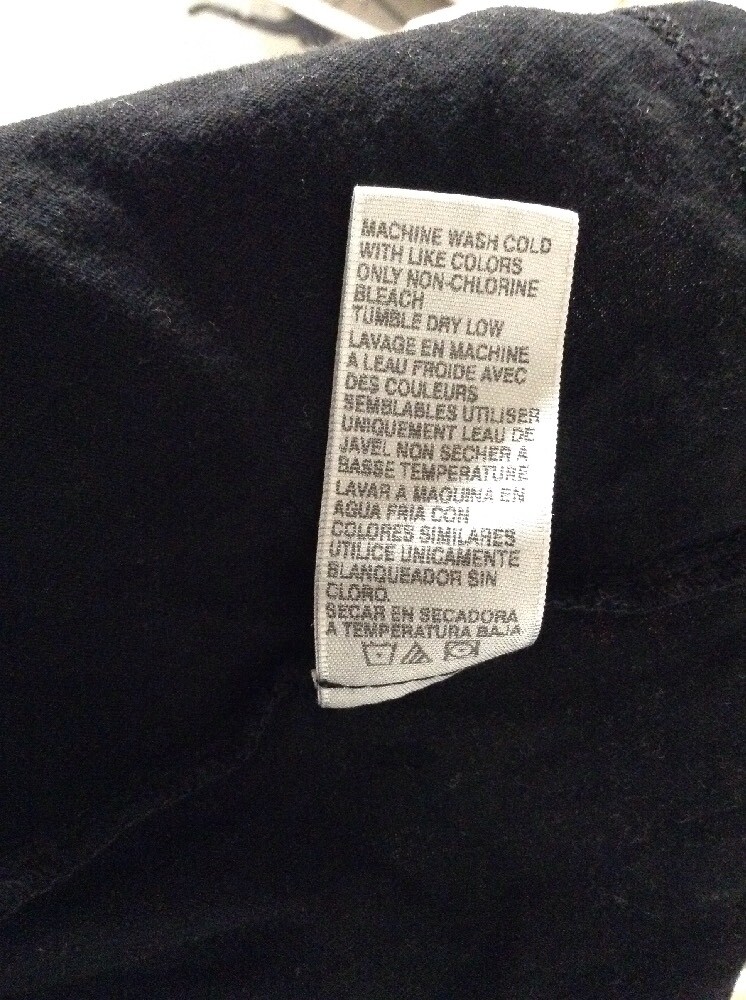 MACHINE WASH COLD
WITH LIKE COLORS
ONLY NON-CHLORINE
BLEACH
TUMBLE DRY LOW
LAVAGE EN MACHINE
A LEAU FROIDE AVEC
DES COULEURS
SEMBLABLES UTILISER
UNIQUEMENT LEAU DE
JAVEL NON SECHER A
BASSE TEMPERATURE
LAVAR A MAQUINA EN
AGUA FRIA CON
COLORES SIMILARES
UTILICE UNICAMENTE
BLANQUEADOR SIN
CLORO.
SECAR EN SECADORA
A TEMPERATURA BAJA